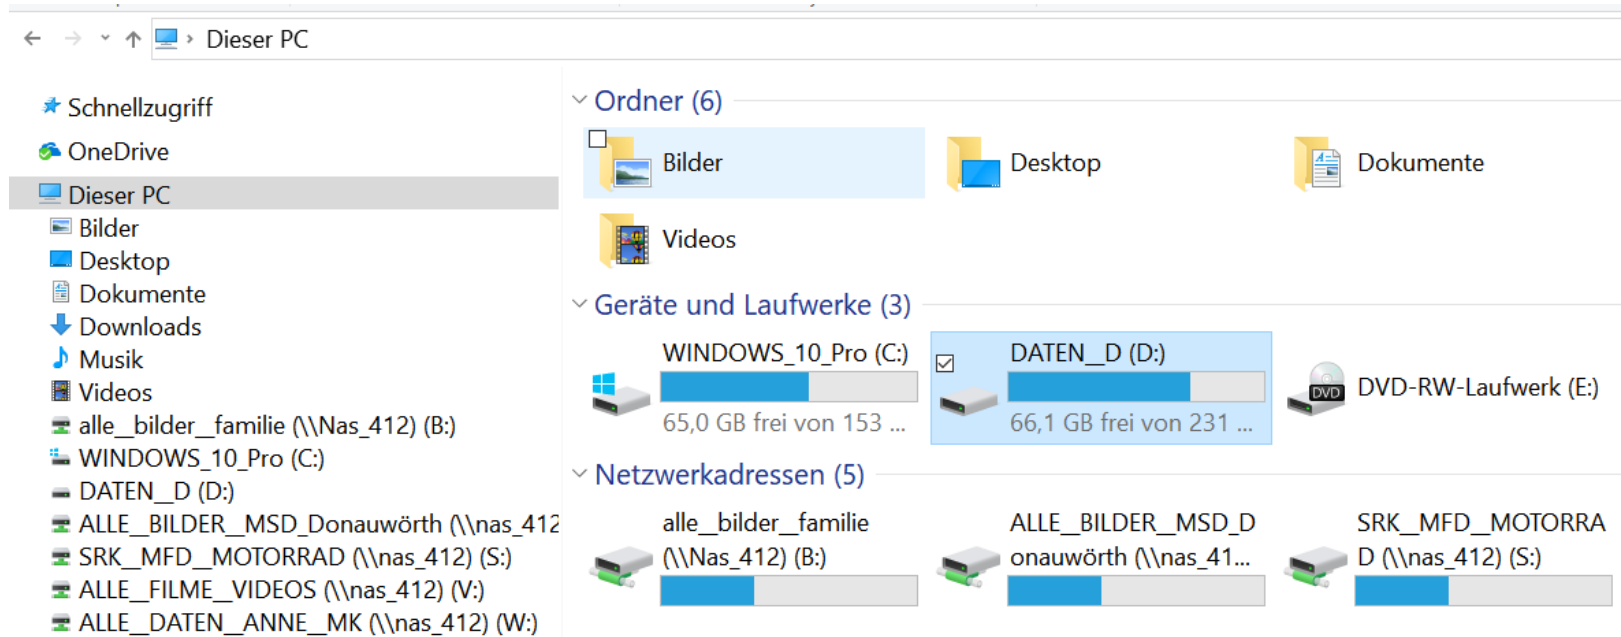 Dieser PC
Schnellzugriff
OneDrive
Dieser PC
Bilder
Desktop
Dokumente
Downloads
Musik
Videos
alle__bilder__familie (\\Nas_412) (B:)
WINDOWS_10_Pro (C:)
DATEN__D (D:)
ALLE__BILDER__MSD_Donauwörth (\\nas_412
SRK__MFD__MOTORRAD (\\nas_412) (S:)
ALLE__FILME__VIDEOS (\\nas_412) (V:)
ALLE__DATEN__ANNE__MK (\\nas_412) (W:)
Ordner (6)
Bilder
Desktop
Dokumente
Videos
Geräte und Laufwerke (3)
WINDOWS_10_Pro (C:)
65,0 GB frei von 153 ...
DATEN__D (D:)
66,1 GB frei von 231 ...
DVD
DVD-RW-Laufwerk (E:)
Netzwerkadressen (5)
alle__bilder__familie
(\\Nas_412) (B:)
ALLE__BILDER__MSD_D
onauwörth (\\nas_41...
SRK__MFD__MOTORRA
D (\\nas_412) (S:)